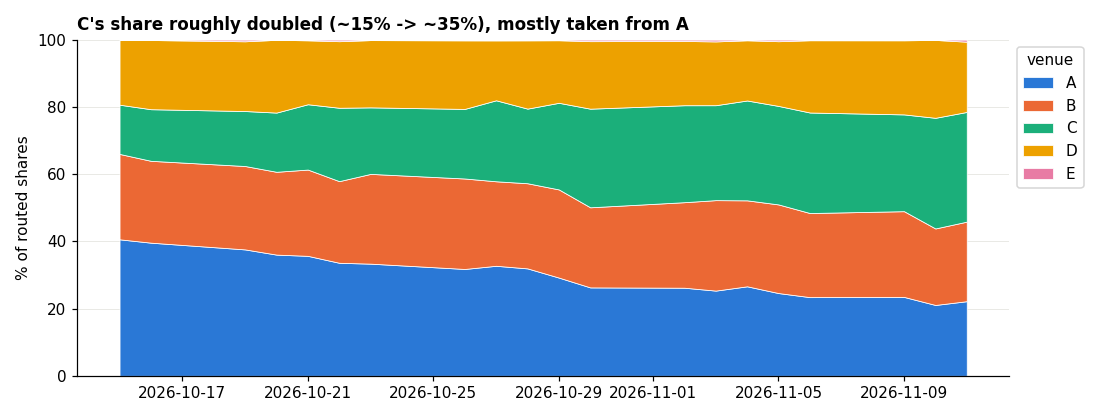 C's share roughly doubled (~15% -> ~35%), mostly taken from A
% of routed shares
100
80
60
40
20
0
2026-10-17 2026-10-21 2026-10-25 2026-10-29 2026-11-01 2026-11-05 2026-11-09
venue
A
B
C
D
E